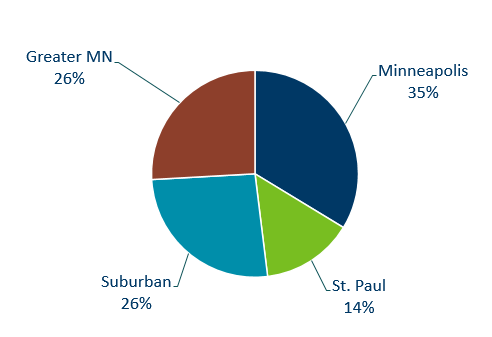 Greater MN
26%
Minneapolis
35%
Suburban
26%
St. Paul
14%